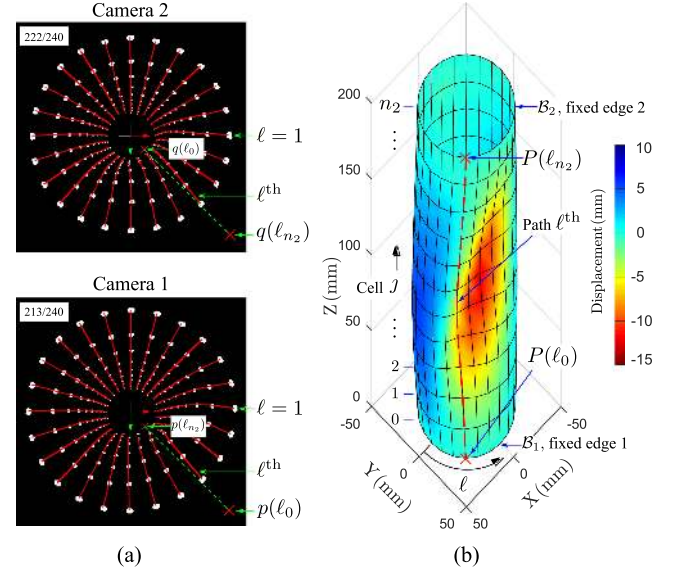 Camera 2
222/240
q(ℓ₀)
ℓ = 1
ℓᵗʰ
q(ℓₙ₂)
Camera 1
213/240
p(ℓₙ₂)
ℓ = 1
ℓᵗʰ
p(ℓ₀)
(a)
200
150
100
50
0
Z (mm)
n₂
⋮
Cell J
⋮
2
1
0
B₂, fixed edge 2
P(ℓₙ₂)
Path ℓᵗʰ
P(ℓ₀)
B₁, fixed edge 1
ℓ
-50
0
50
Y (mm)
50
0
-50
X (mm)
Displacement (mm)
10
5
0
-5
-10
-15
(b)